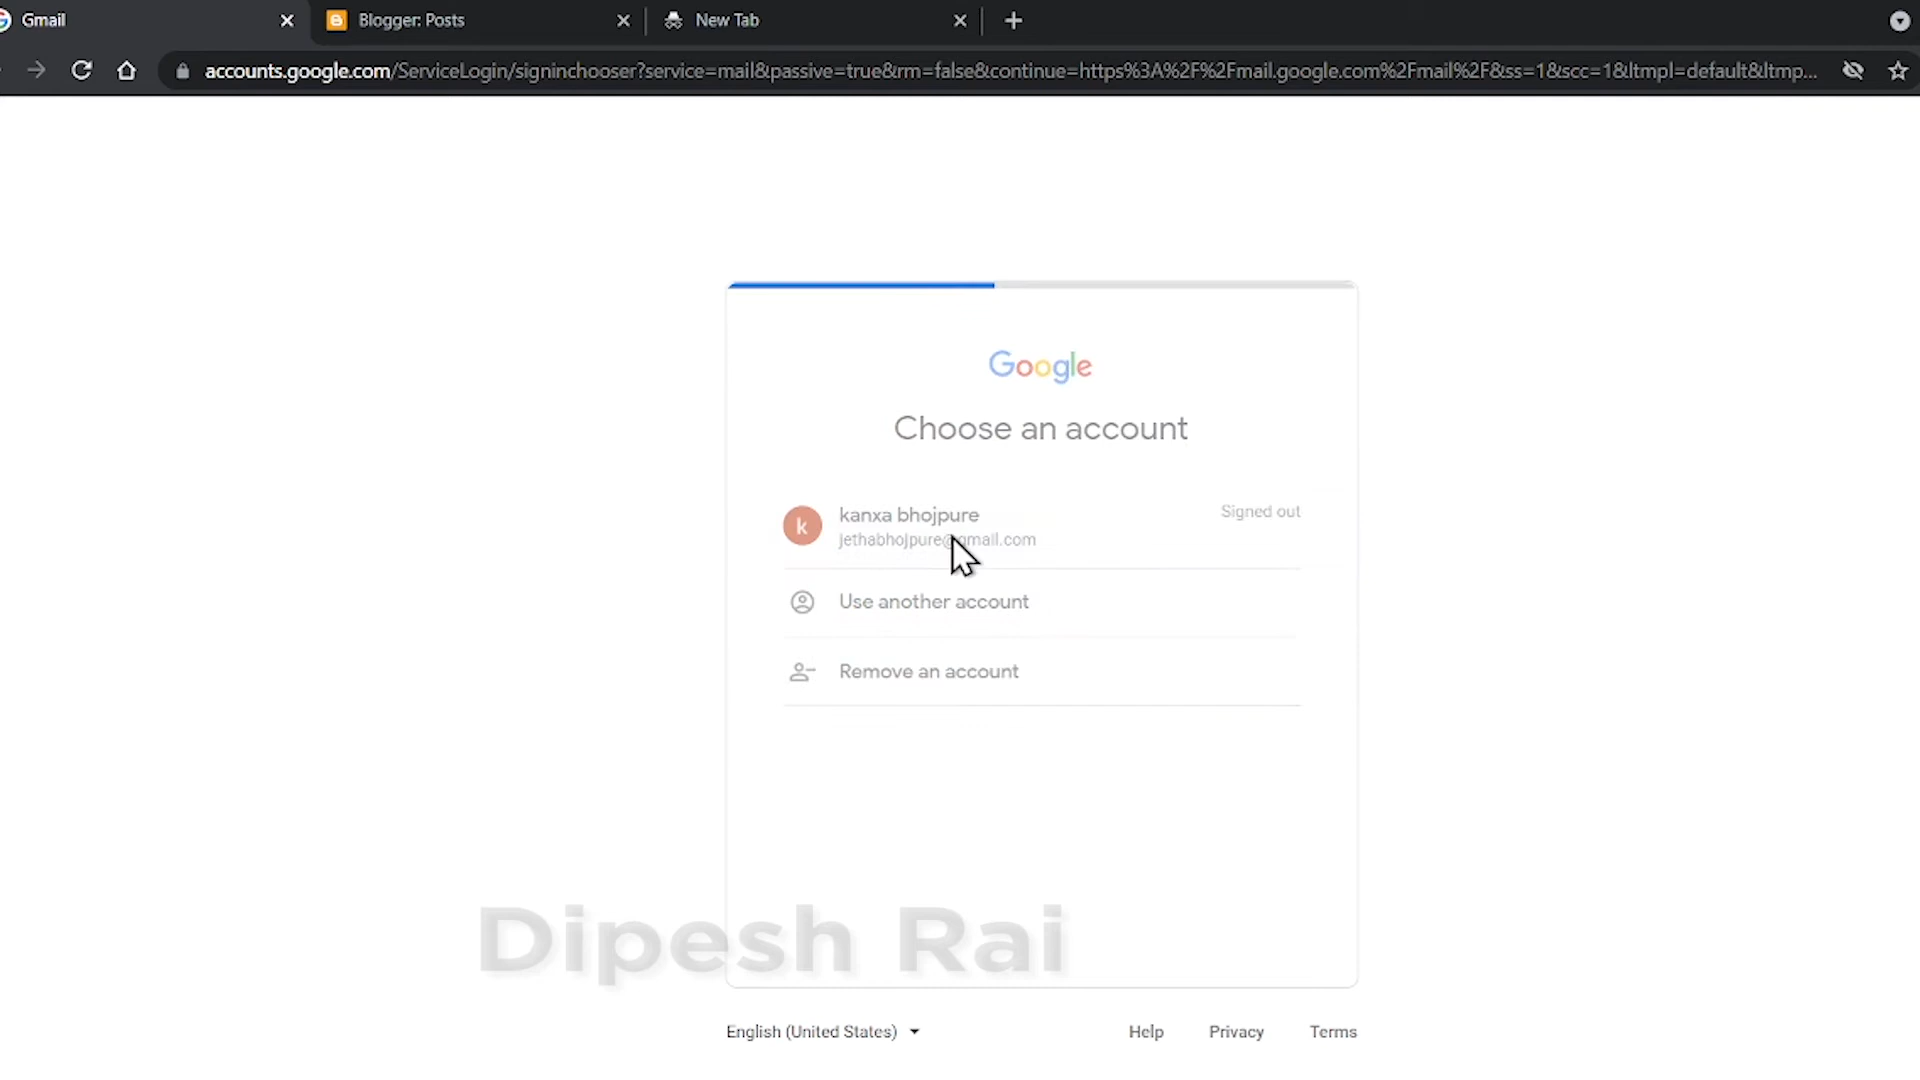 Gmail
Blogger: Posts
New Tab
accounts.google.com/ServiceLogin/signinchooser?service=mail&passive=true&rm=false&continue=https%3A%2F%2Fmail.google.com%2Fmail%2F&ss=1&scc=1&ltmpl=default&ltmp...
Google
Choose an account
k
kanxa bhojpure
Signed out
jethabhojpure@gmail.com
Use another account
Remove an account
Dipesh Rai
English (United States)
Help
Privacy
Terms